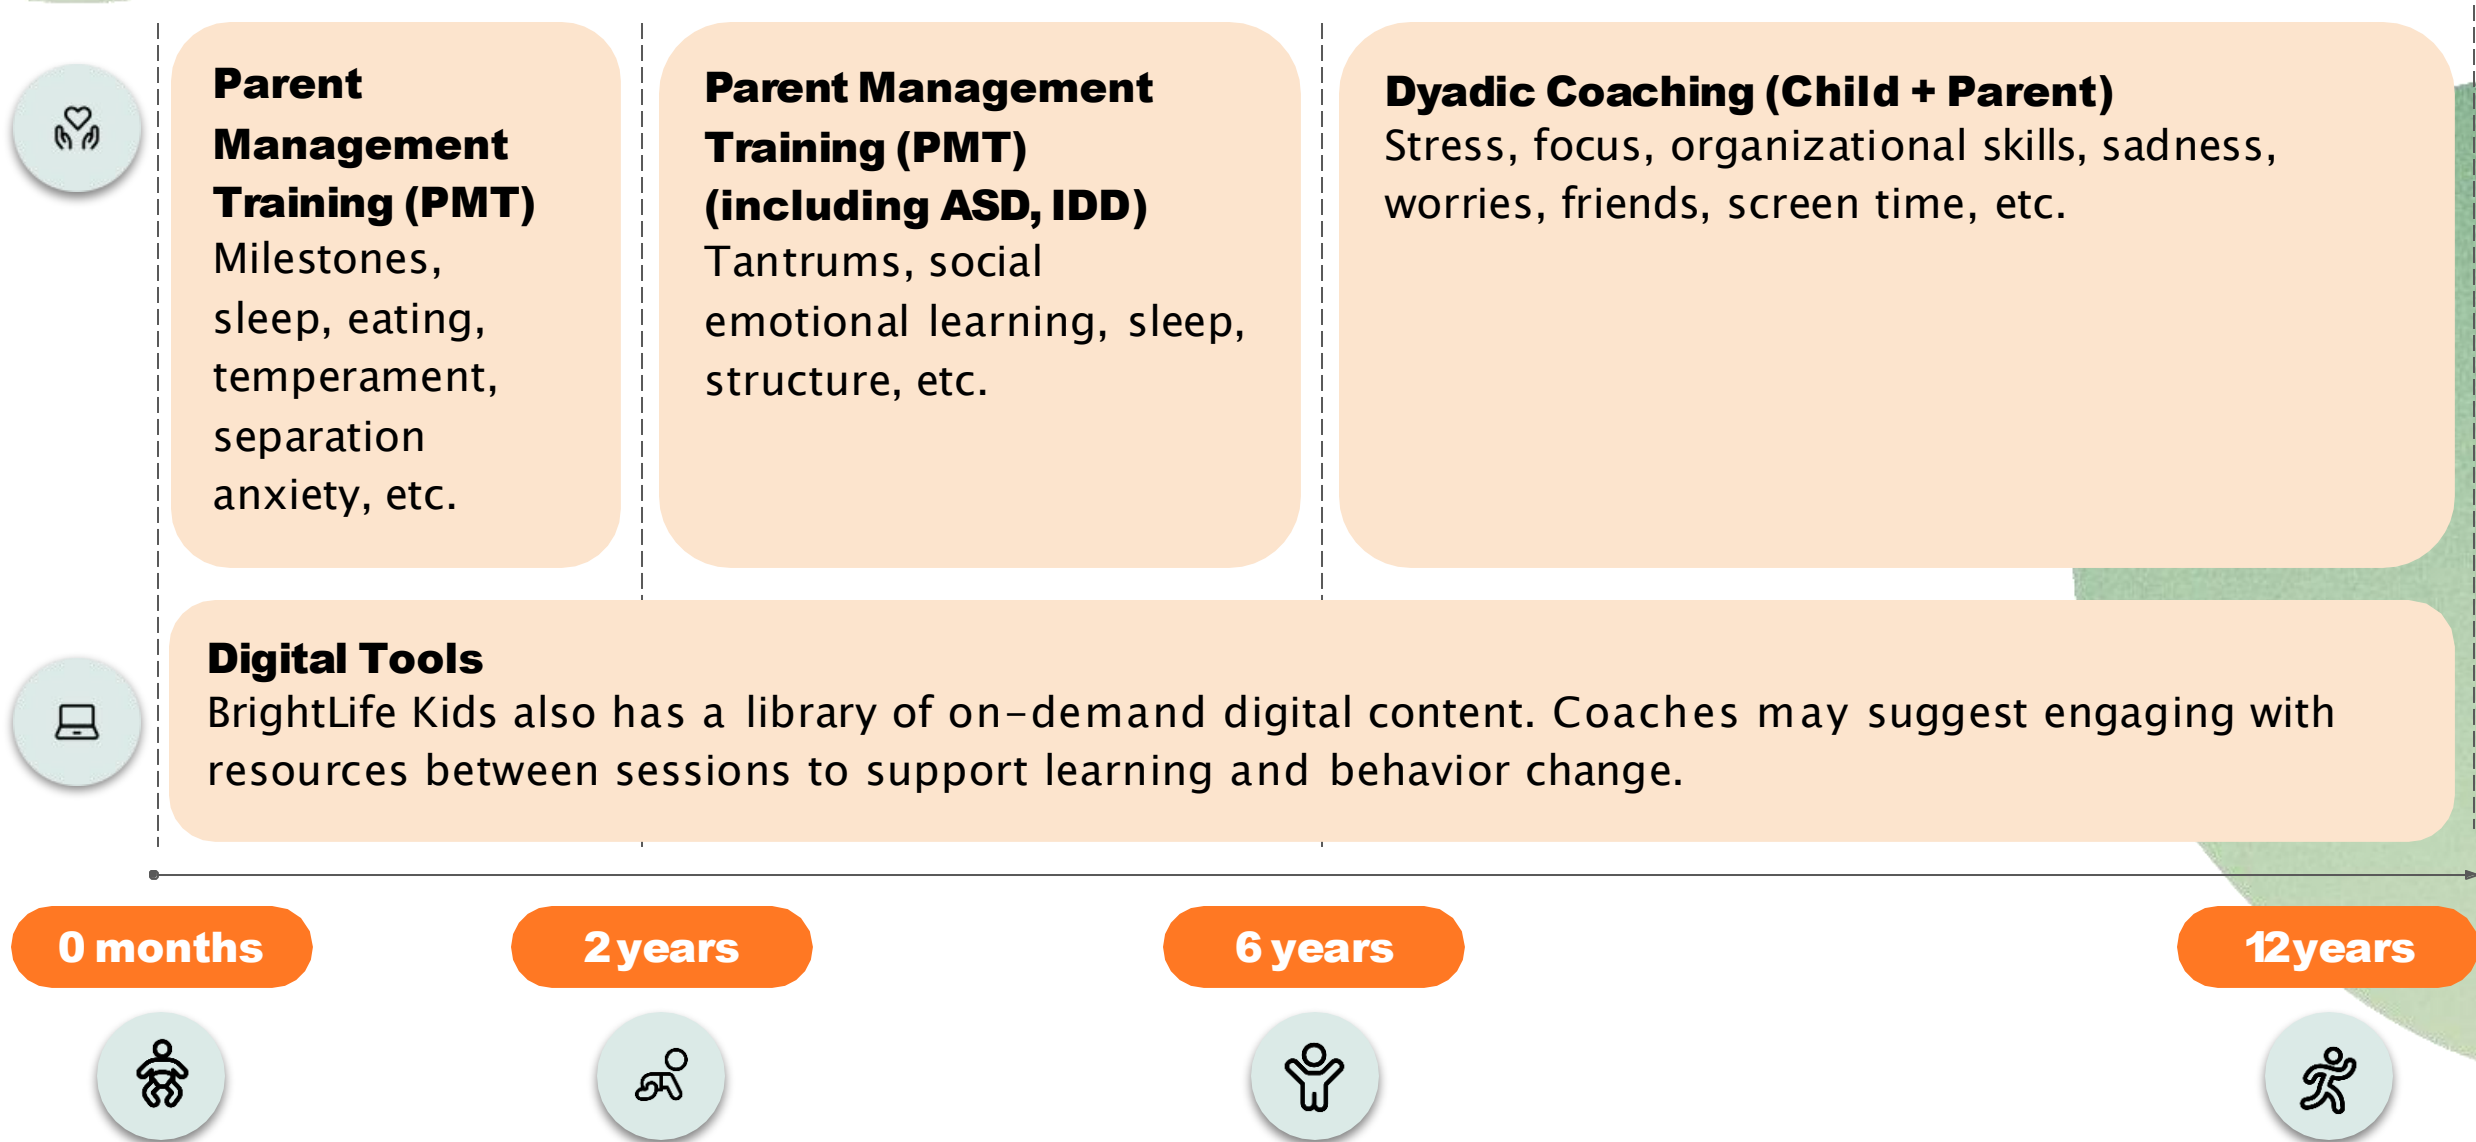 Parent
Management
Training (PMT)
Milestones,
sleep, eating,
temperament,
separation
anxiety, etc.
Parent Management
Training (PMT)
(including ASD, IDD)
Tantrums, social
emotional learning, sleep,
structure, etc.
Dyadic Coaching (Child + Parent)
Stress, focus, organizational skills, sadness,
worries, friends, screen time, etc.
Digital Tools
BrightLife Kids also has a library of on-demand digital content. Coaches may suggest engaging with
resources between sessions to support learning and behavior change.
0 months
2 years
6 years
12 years